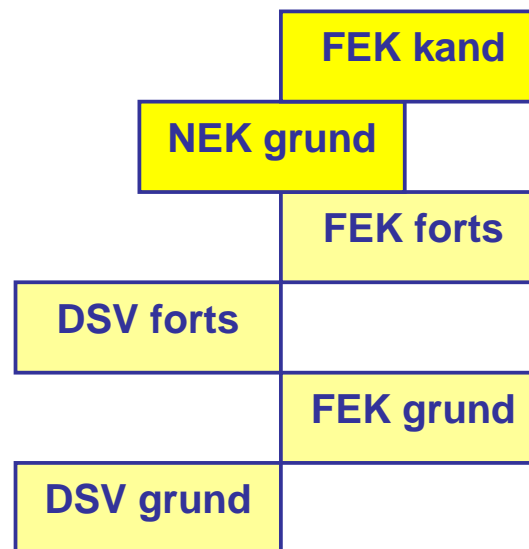 FEK kand
NEK grund
FEK forts
DSV forts
FEK grund
DSV grund